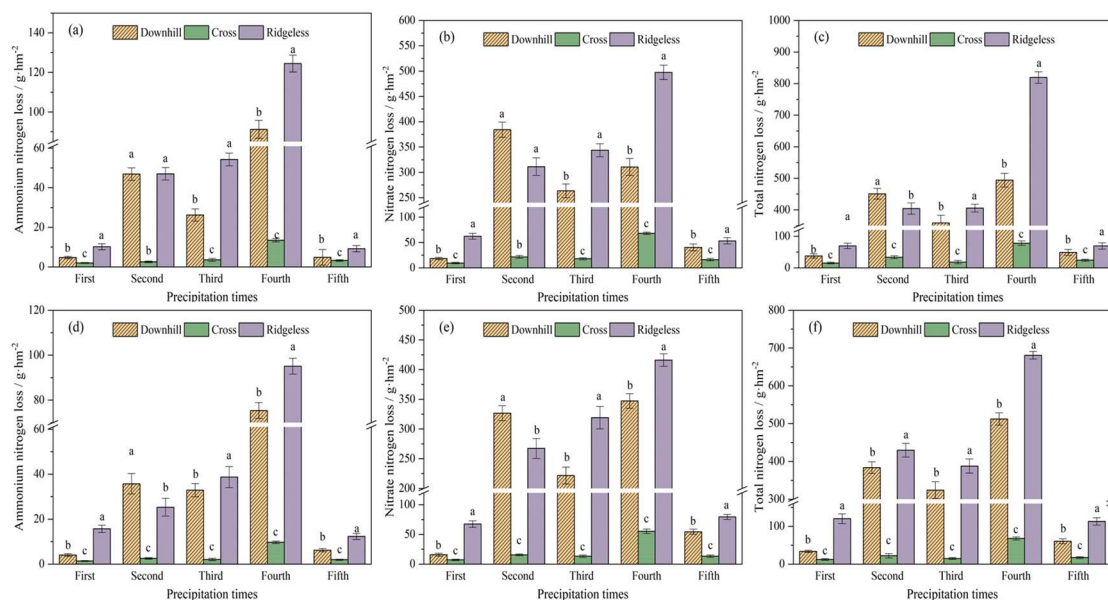 (a)
Downhill Cross Ridgeless
Ammonium nitrogen loss / g·hm-2
140
120
100
80
60
40
20
0
b c a
a c a
b c a
b c a
b c a
First Second Third Fourth Fifth
Precipitation times
(b)
Downhill Cross Ridgeless
Nitrate nitrogen loss / g·hm-2
600
550
500
450
400
350
300
250
100
50
0
b c a
a c b
b c a
b c a
b c a
First Second Third Fourth Fifth
Precipitation times
(c)
Downhill Cross Ridgeless
Total nitrogen loss / g·hm-2
1000
900
800
700
600
500
400
100
0
b c a
a c b
b c a
b c a
b c a
First Second Third Fourth Fifth
Precipitation times
(d)
Downhill Cross Ridgeless
Ammonium nitrogen loss / g·hm-2
120
100
80
60
40
20
0
b c a
a c b
b c a
b c a
b c a
First Second Third Fourth Fifth
Precipitation times
(e)
Downhill Cross Ridgeless
Nitrate nitrogen loss / g·hm-2
500
450
400
350
300
250
200
100
50
0
b c a
a c b
b c a
b c a
b c a
First Second Third Fourth Fifth
Precipitation times
(f)
Downhill Cross Ridgeless
Total nitrogen loss / g·hm-2
800
700
600
500
400
300
100
0
b c a
b c a
b c a
b c a
b c a
First Second Third Fourth Fifth
Precipitation times